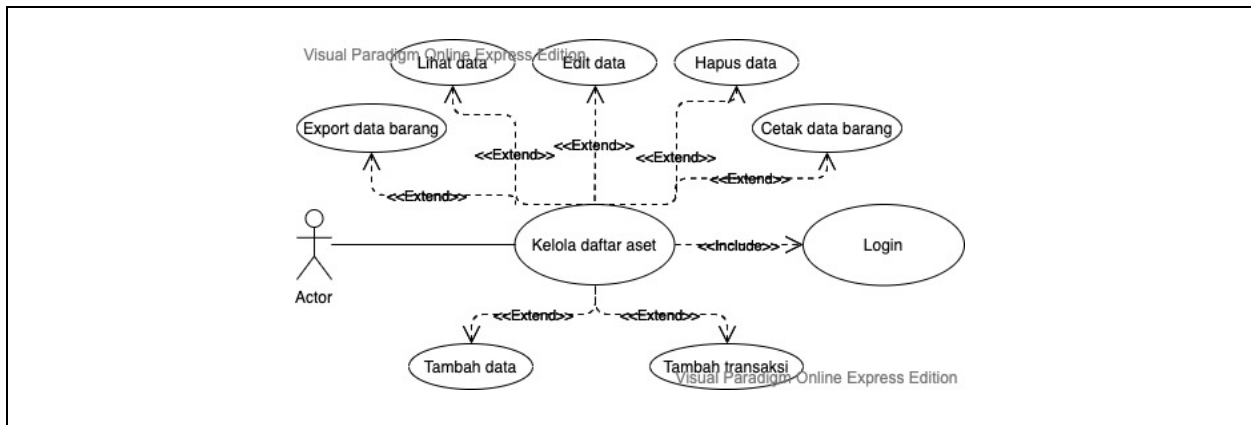 Visual Paradigm Online Express Edition
Lihat data
Edit data
Hapus data
Export data barang
Cetak data barang
<<Extend>>
<<Extend>>
<<Extend>>
<<Extend>>
<<Extend>>
Kelola daftar aset
<<Include>>
Login
Actor
<<Extend>>
<<Extend>>
Tambah data
Tambah transaksi
Visual Paradigm Online Express Edition